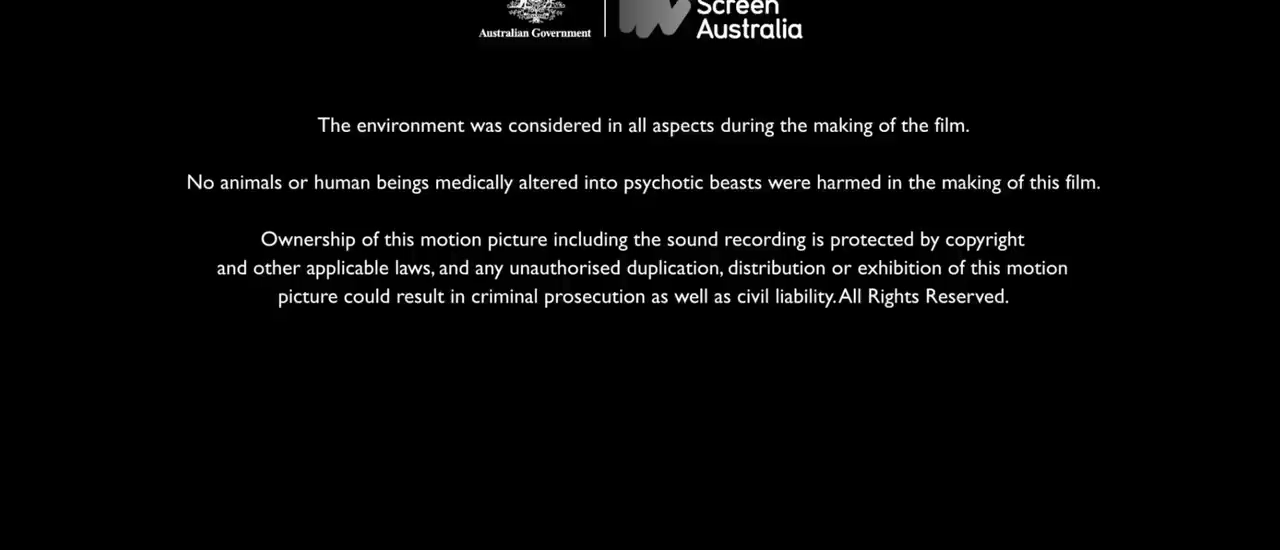 Australian Government
Screen
Australia
The environment was considered in all aspects during the making of the film.
No animals or human beings medically altered into psychotic beasts were harmed in the making of this film.
Ownership of this motion picture including the sound recording is protected by copyright
and other applicable laws, and any unauthorised duplication, distribution or exhibition of this motion
picture could result in criminal prosecution as well as civil liability. All Rights Reserved.